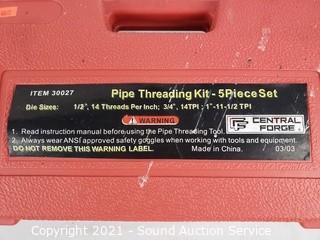 ITEM 30027
Pipe Threading Kit - 5 Piece Set
Die Sizes: 1/2", 14 Threads Per Inch; 3/4", 14TPI; 1"-11-1/2 TPI
WARNING
1. Read instruction manual before using the Pipe Threading Tool.
2. Always wear ANSI approved safety goggles when working with tools and equipment.
DO NOT REMOVE THIS WARNING LABEL.
Made in China.
03/03
CENTRAL
FORGE
Copyright 2021 - Sound Auction Service